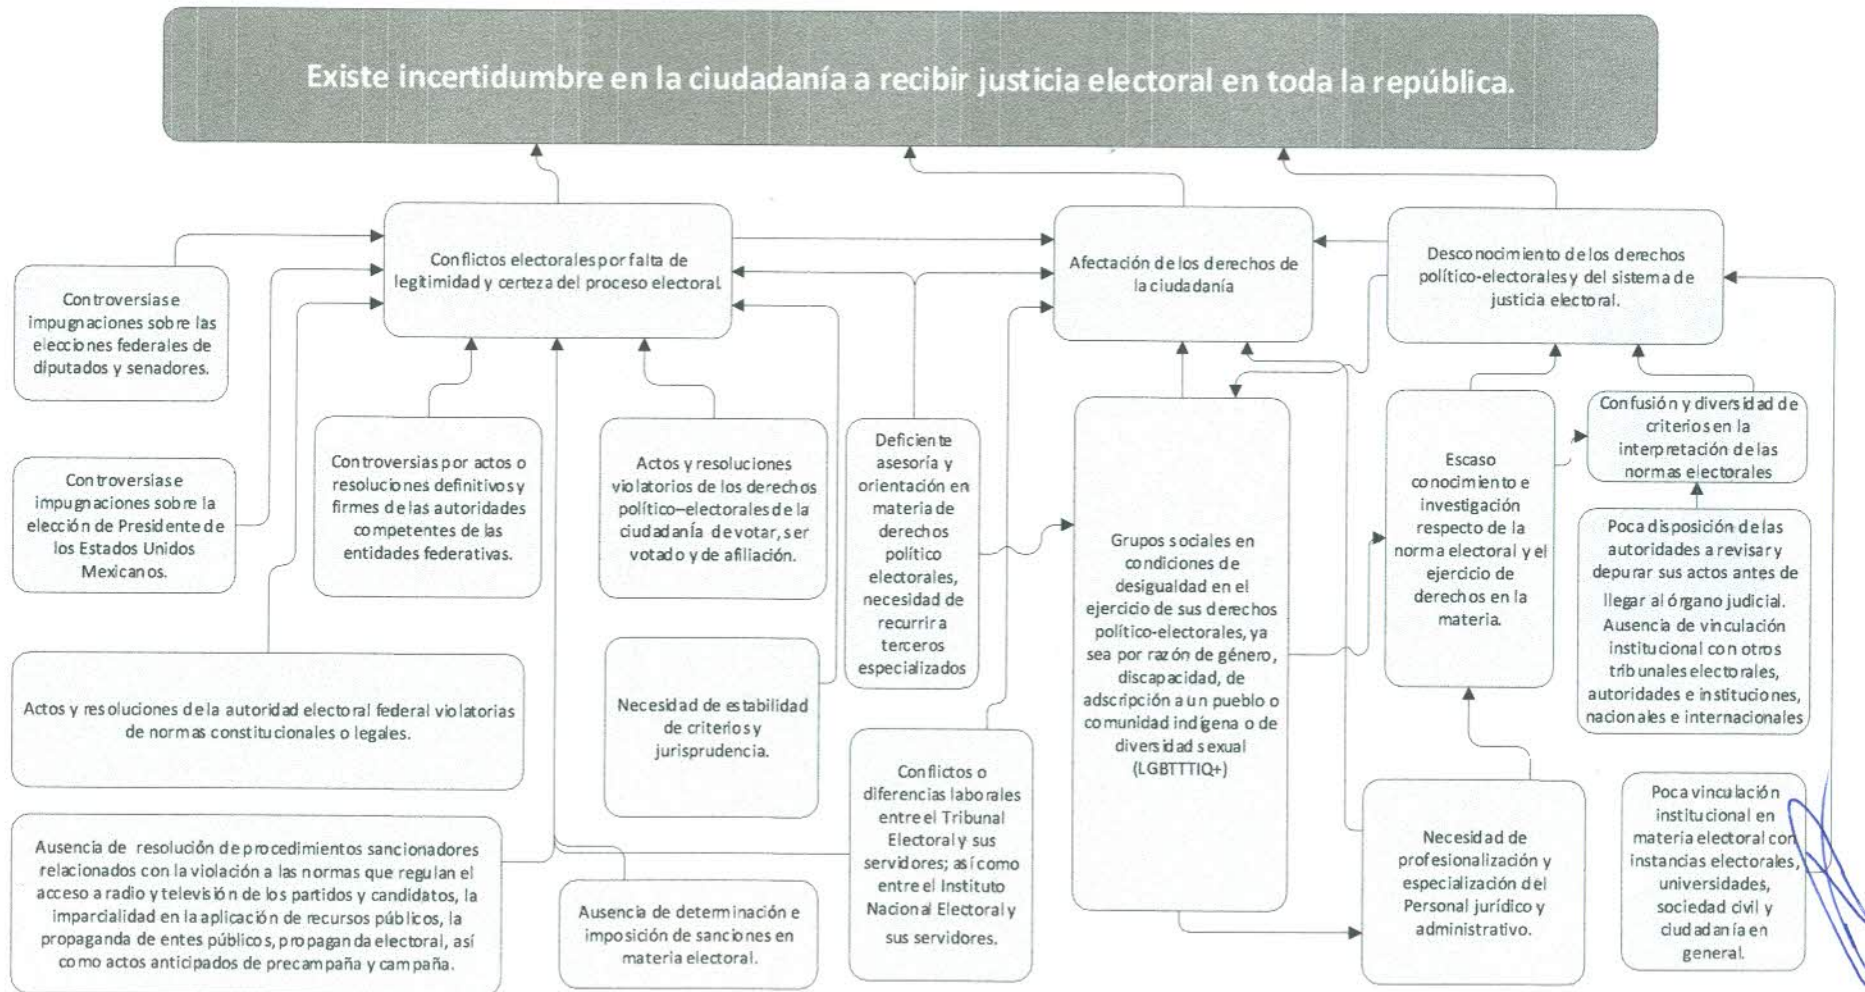 Existe incertidumbre en la ciudadanía a recibir justicia electoral en toda la república.
Conflictos electorales por falta de
legitimidad y certeza del proceso electoral.
Afectación de los derechos de
la ciudadanía
Desconocimiento de los derechos
político-electorales y del sistema de
justicia electoral.
Controversias e
impugnaciones sobre las
elecciones federales de
diputados y senadores.
Controversias e
impugnaciones sobre la
elección de Presidente de
los Estados Unidos
Mexicanos.
Controversias por actos o
resoluciones definitivos y
firmes de las autoridades
competentes de las
entidades federativas.
Actos y resoluciones
violatorios de los derechos
político–electorales de la
ciudadanía de votar, ser
votado y de afiliación.
Deficiente
asesoría y
orientación en
materia de
derechos
político
electorales,
necesidad de
recurrir a
terceros
especializados
Grupos sociales en
condiciones de
desigualdad en el
ejercicio de sus derechos
político-electorales, ya
sea por razón de género,
discapacidad, de
adscripción a un pueblo o
comunidad indígena o de
diversidad sexual
(LGBTTTIQ+)
Escaso
conocimiento e
investigación
respecto de la
norma electoral y el
ejercicio de
derechos en la
materia.
Confusión y diversidad de
criterios en la
interpretación de las
normas electorales
Poca disposición de las
autoridades a revisar y
depurar sus actos antes de
llegar al órgano judicial.
Ausencia de vinculación
institucional con otros
tribunales electorales,
autoridades e instituciones,
nacionales e internacionales
Actos y resoluciones de la autoridad electoral federal violatorias
de normas constitucionales o legales.
Necesidad de estabilidad
de criterios y
jurisprudencia.
Conflictos o
diferencias laborales
entre el Tribunal
Electoral y sus
servidores; así como
entre el Instituto
Nacional Electoral y
sus servidores.
Ausencia de resolución de procedimientos sancionadores
relacionados con la violación a las normas que regulan el
acceso a radio y televisión de los partidos y candidatos, la
imparcialidad en la aplicación de recursos públicos, la
propaganda de entes públicos, propaganda electoral, así
como actos anticipados de precampaña y campaña.
Ausencia de determinación e
imposición de sanciones en
materia electoral.
Necesidad de
profesionalización y
especialización del
Personal jurídico y
administrativo.
Poca vinculación
institucional en
materia electoral con
instancias electorales,
universidades,
sociedad civil y
ciudadanía en
general.